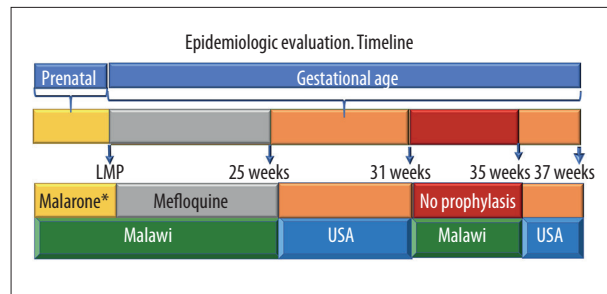 Epidemiologic evaluation. Timeline
Prenatal Gestational age
LMP 25 weeks 31 weeks 35 weeks 37 weeks
Malarone* Mefloquine No prophylasis
Malawi USA Malawi USA